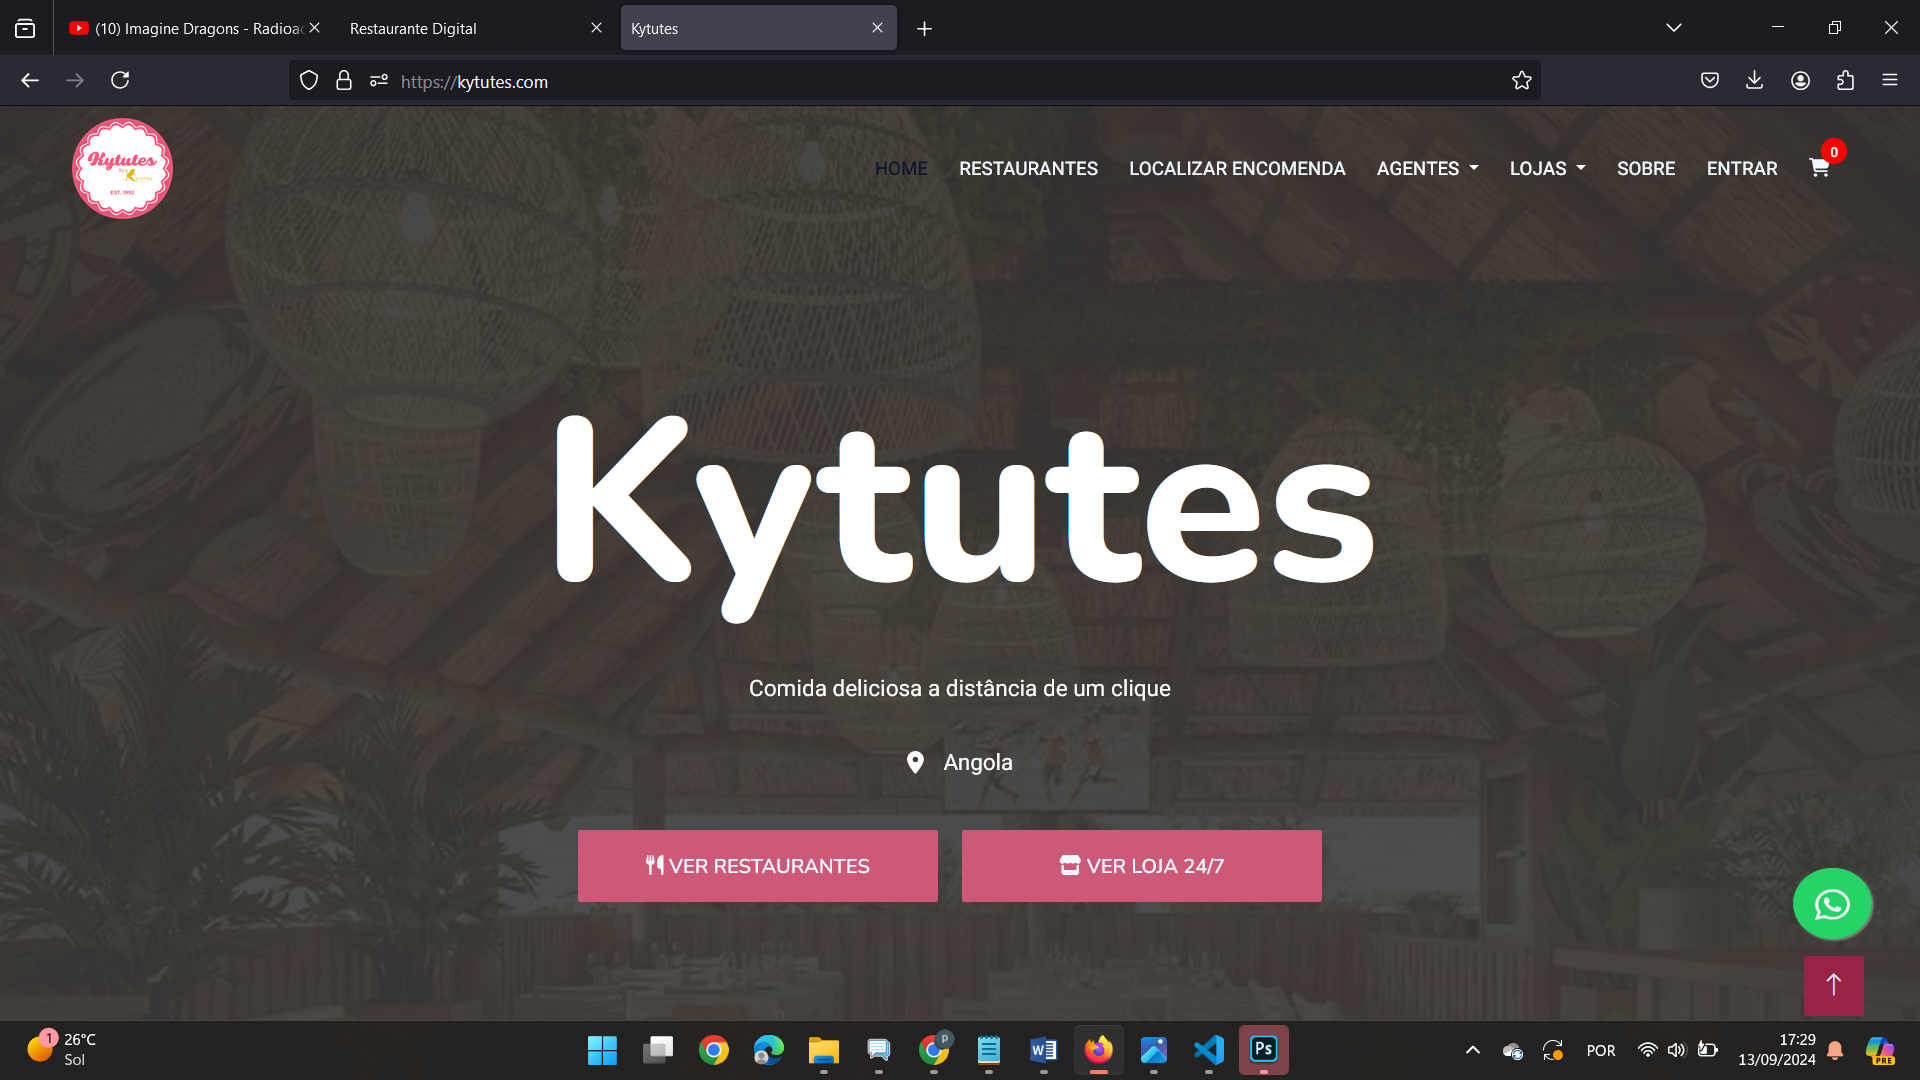 (10) Imagine Dragons - Radioac
Restaurante Digital
Kytutes
https://kytutes.com
Kytutes
EST. 1992
HOME
RESTAURANTES
LOCALIZAR ENCOMENDA
AGENTES
LOJAS
SOBRE
ENTRAR
0
Kytutes
Comida deliciosa a distância de um clique
Angola
VER RESTAURANTES
VER LOJA 24/7
1
26°C
Sol
P
W
Ps
POR
17:29
13/09/2024
PRE